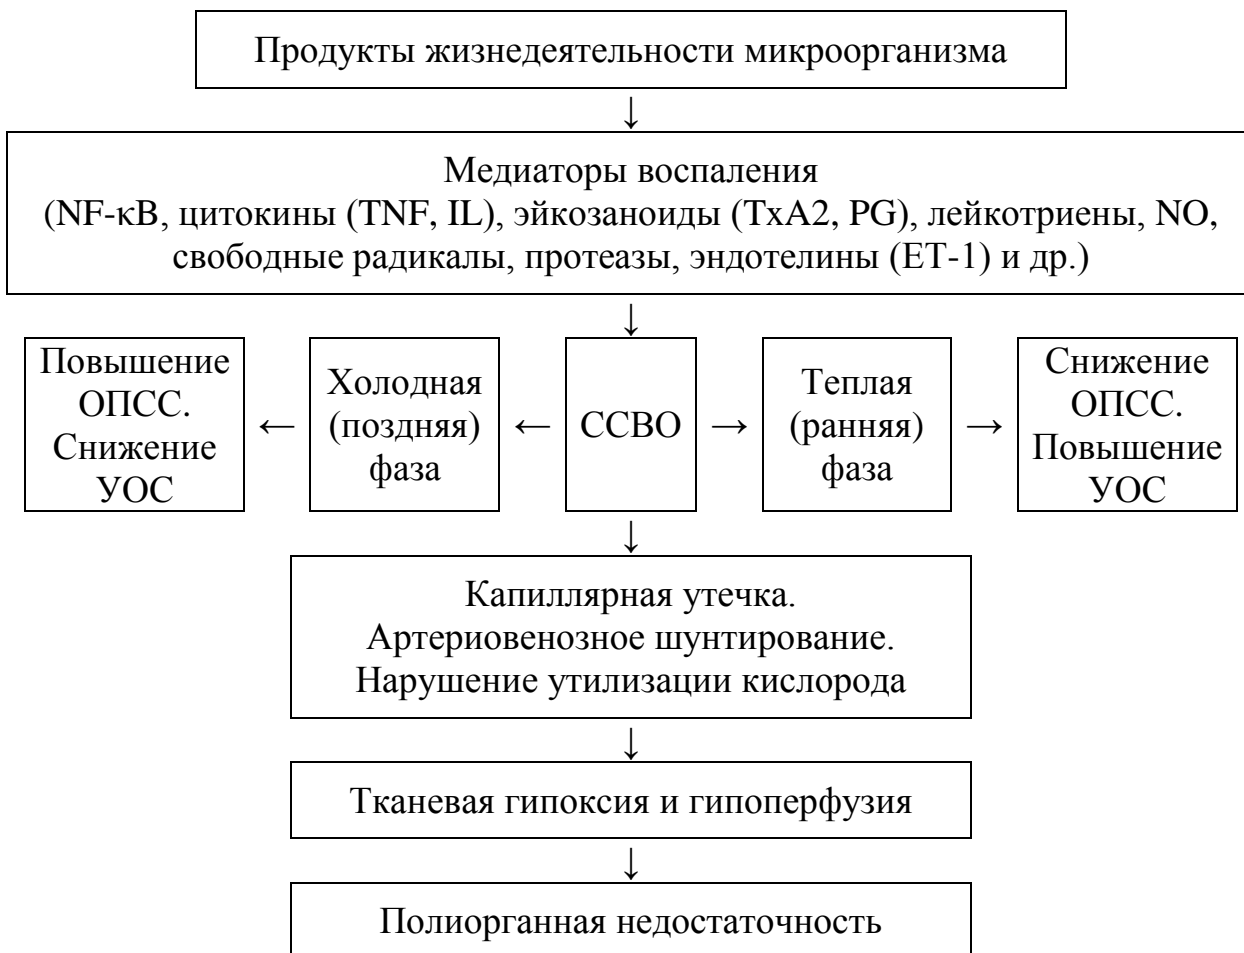 Продукты жизнедеятельности микроорганизма
↓
Медиаторы воспаления
(NF-κB, цитокины (TNF, IL), эйкозаноиды (TxA2, PG), лейкотриены, NO,
свободные радикалы, протеазы, эндотелины (ET-1) и др.)
↓
Повышение
ОПСС.
Снижение
УОС
←
Холодная
(поздняя)
фаза
←
ССВО
→
Теплая
(ранняя)
фаза
→
Снижение
ОПСС.
Повышение
УОС
↓
Капиллярная утечка.
Артериовенозное шунтирование.
Нарушение утилизации кислорода
↓
Тканевая гипоксия и гипоперфузия
↓
Полиорганная недостаточность